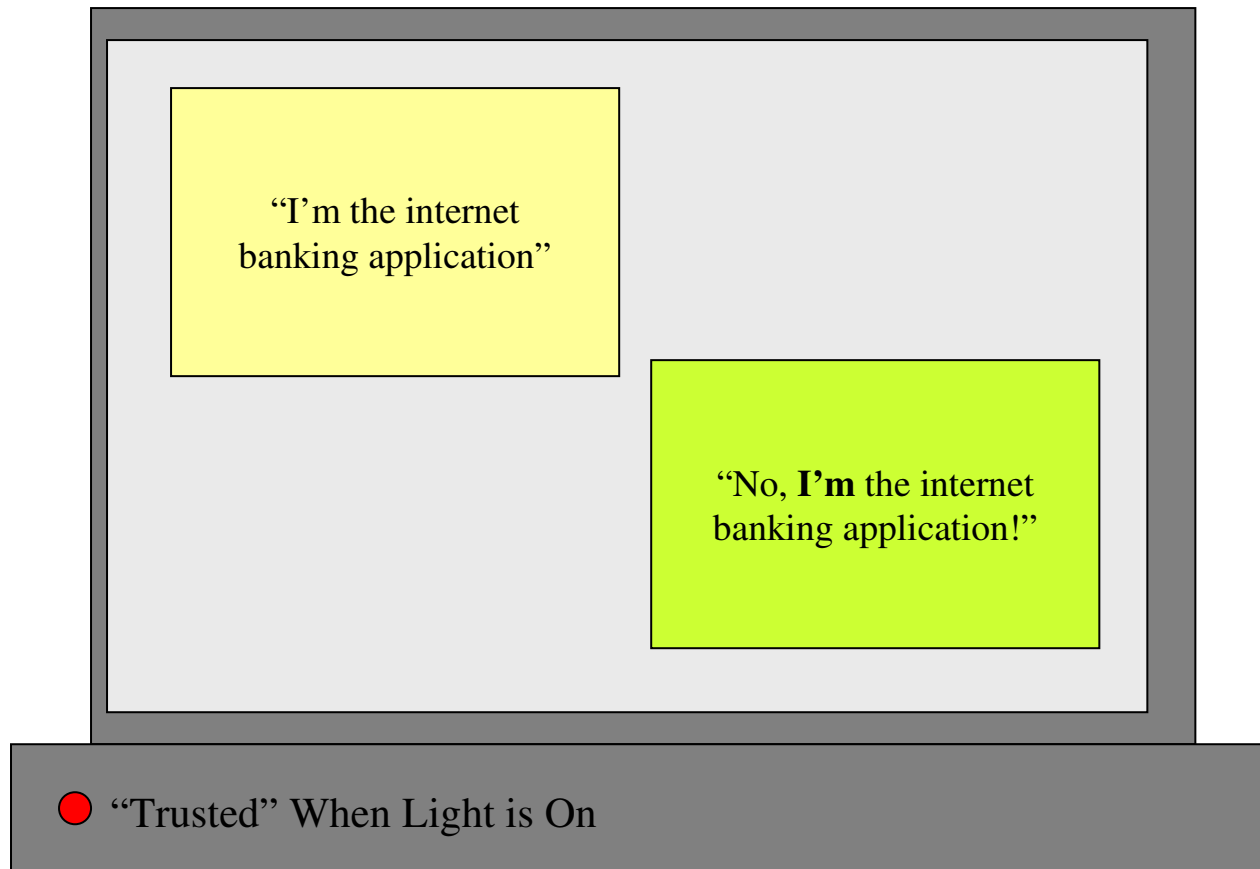 “I’m the internet
banking application”
“No, I’m the internet
banking application!”
“Trusted” When Light is On